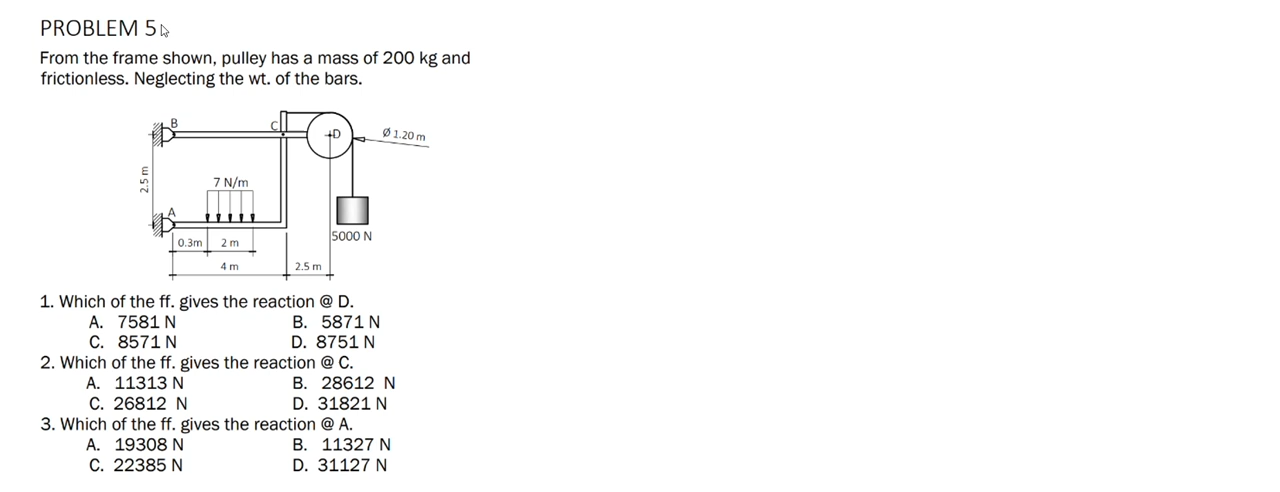 PROBLEM 5
From the frame shown, pulley has a mass of 200 kg and
frictionless. Neglecting the wt. of the bars.
B
C
D
Ø 1.20 m
2.5 m
7 N/m
A
0.3m
2 m
5000 N
4 m
2.5 m
1. Which of the ff. gives the reaction @ D.
A. 7581 N
B. 5871 N
C. 8571 N
D. 8751 N
2. Which of the ff. gives the reaction @ C.
A. 11313 N
B. 28612 N
C. 26812 N
D. 31821 N
3. Which of the ff. gives the reaction @ A.
A. 19308 N
B. 11327 N
C. 22385 N
D. 31127 N